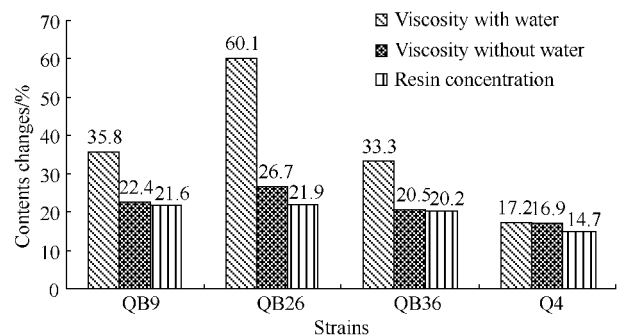 70
60
50
40
30
20
10
0
Contents changes/%
Viscosity with water
Viscosity without water
Resin concentration
35.8
22.4
21.6
60.1
26.7
21.9
33.3
20.5
20.2
17.2
16.9
14.7
QB9
QB26
QB36
Q4
Strains